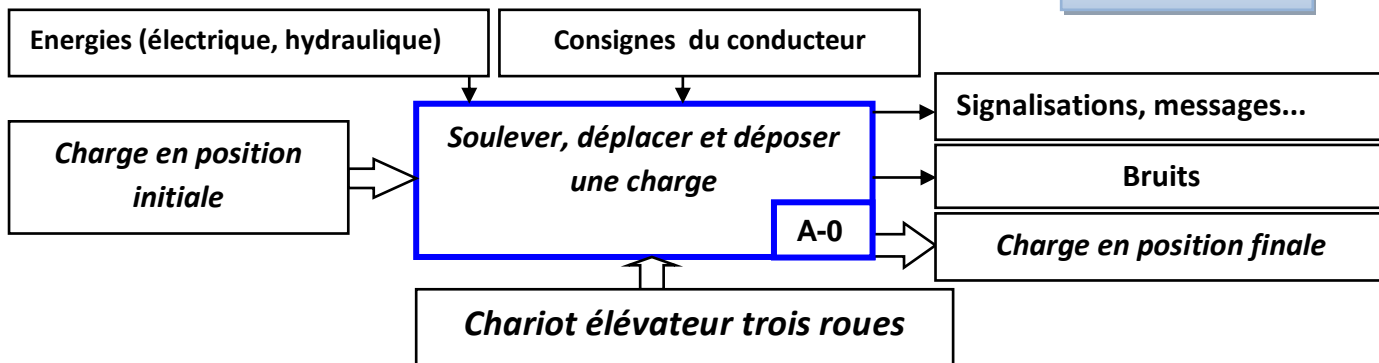 Energies (électrique, hydraulique)
Consignes du conducteur
Charge en position
initiale
Soulever, déplacer et déposer
une charge
A-0
Signalisations, messages...
Bruits
Charge en position finale
Chariot élévateur trois roues